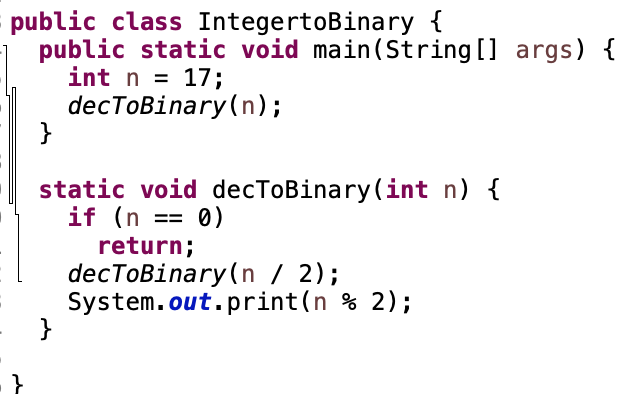 public class IntegertoBinary {
  public static void main(String[] args) {
    int n = 17;
    decToBinary(n);
  }

  static void decToBinary(int n) {
    if (n == 0)
      return;
    decToBinary(n / 2);
    System.out.print(n % 2);
  }

}